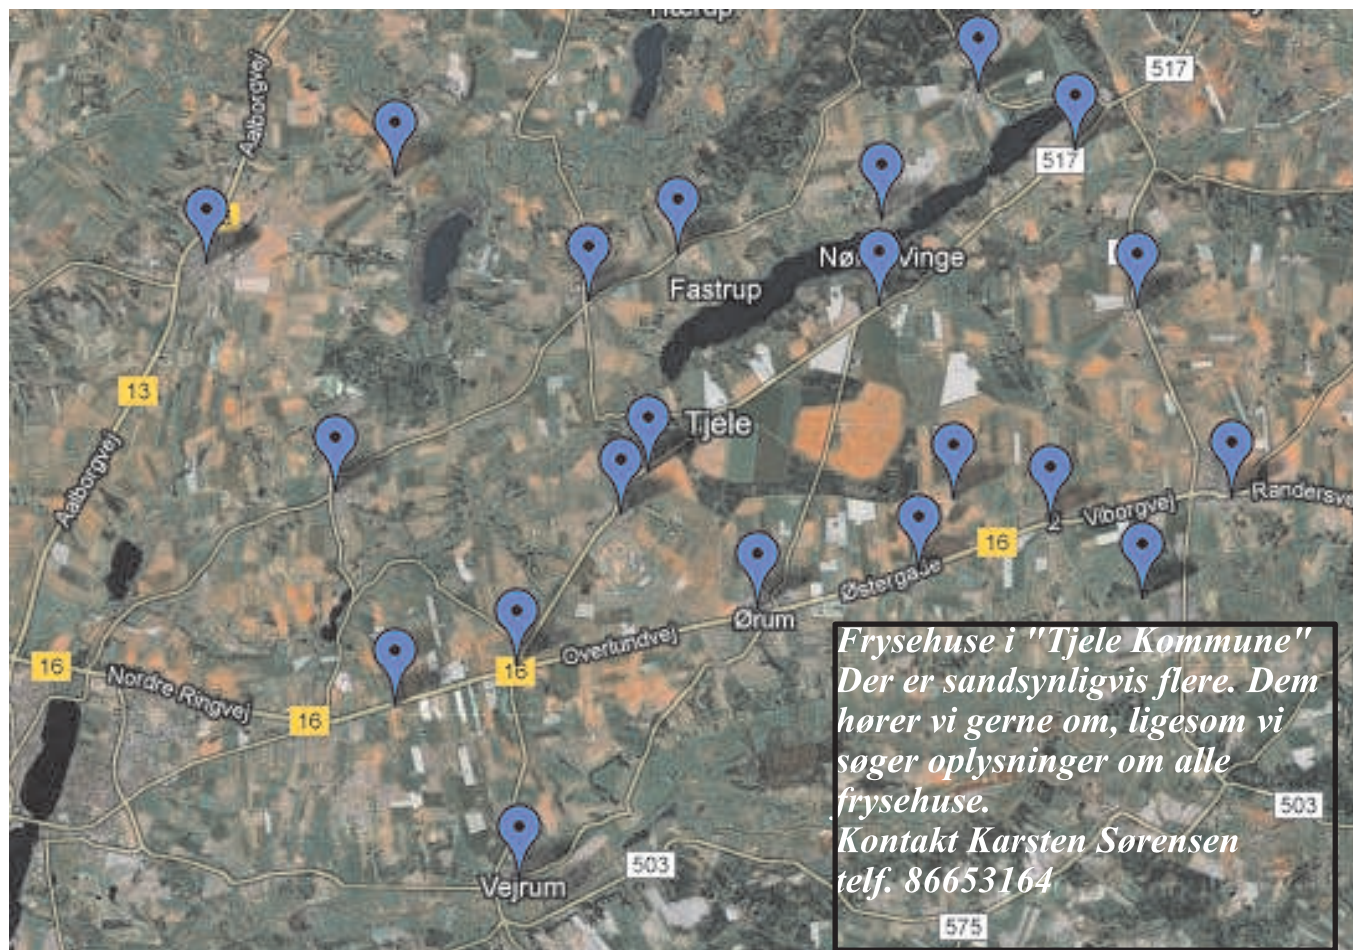 Aalborgvej
517
517
Nø Vinge
Fastrup
13
Tjele
Aalborgvej
Randersve
Viborgvej
16
Østergade
Ørum
Overlundvej
16
16
Nordre Ringvej
16
Frysehuse i "Tjele Kommune"
Der er sandsynligvis flere. Dem
hører vi gerne om, ligesom vi
søger oplysninger om alle
frysehuse.
Kontakt Karsten Sørensen
telf. 86653164
503
503
Vejrum
575